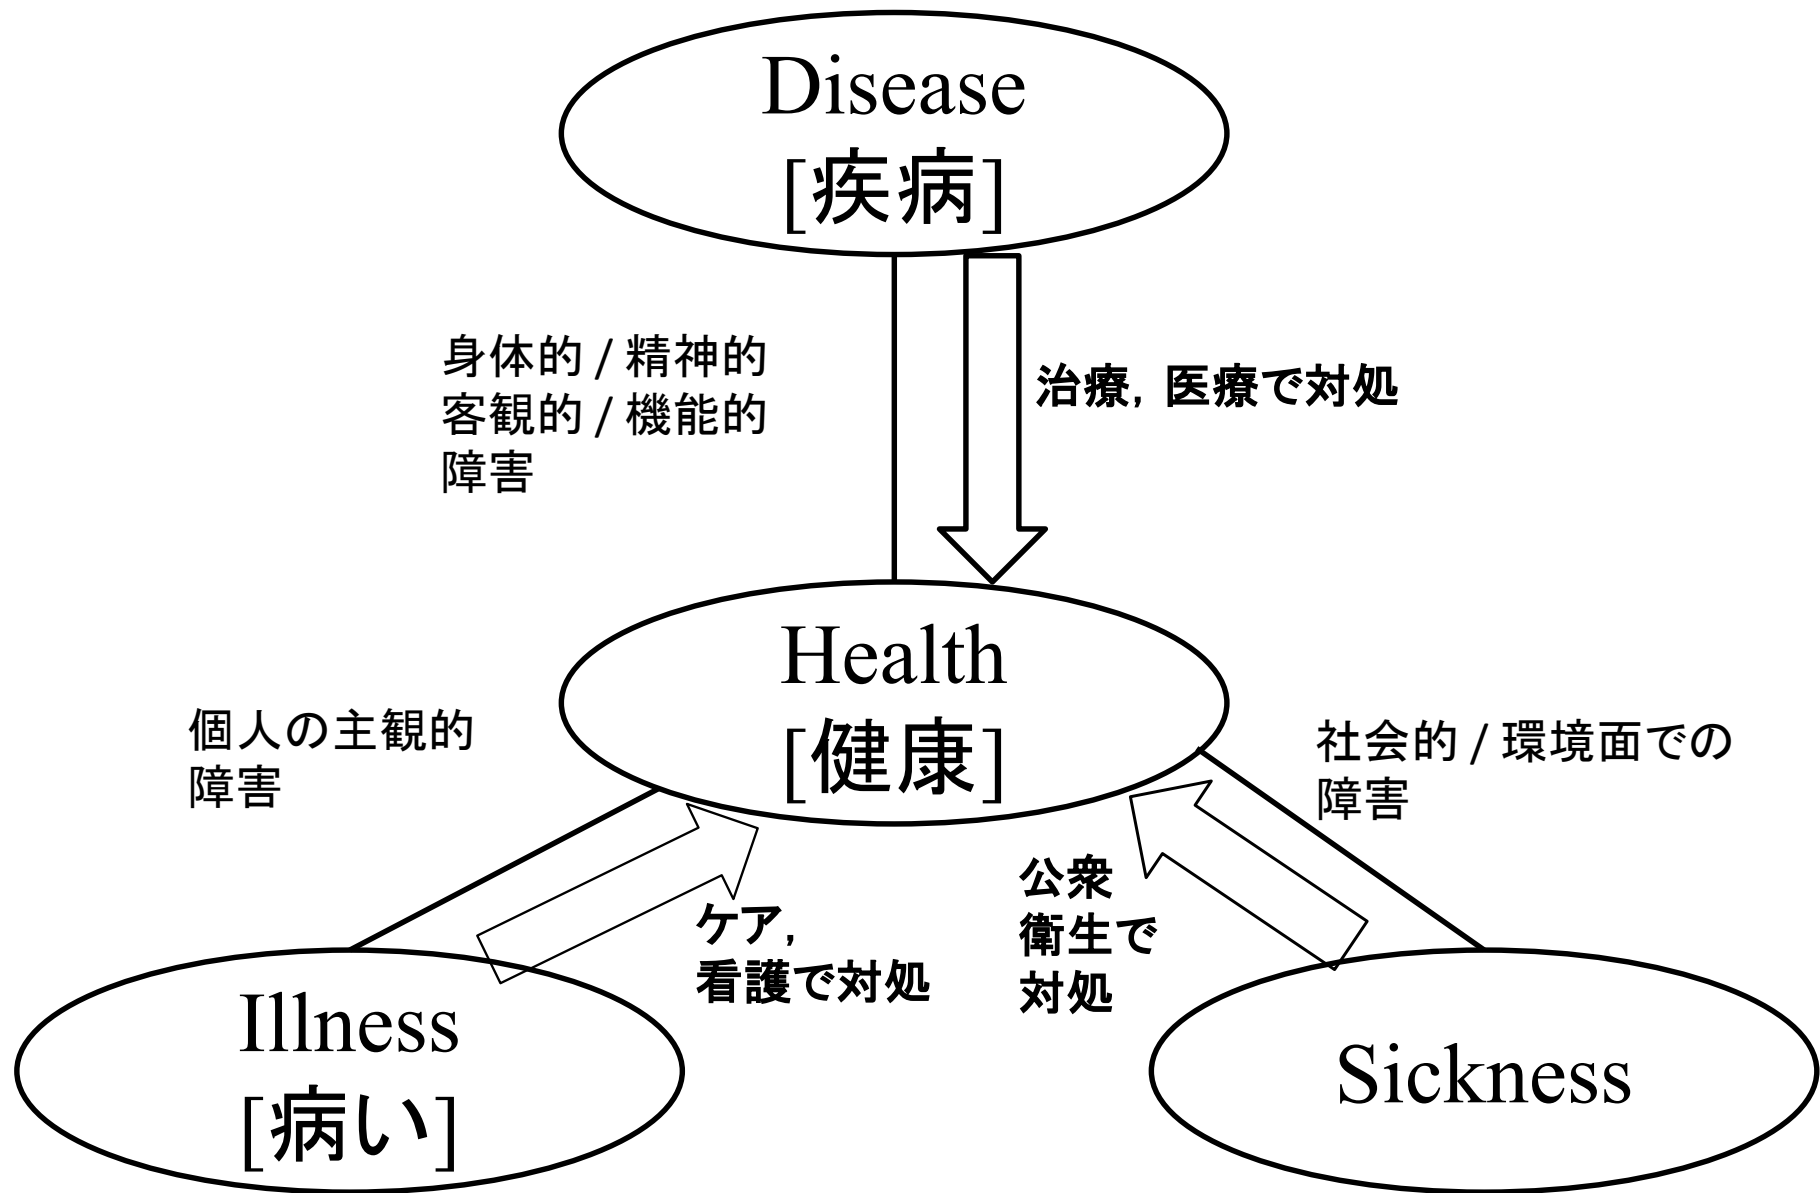 Disease
[疾病]
身体的 / 精神的
客観的 / 機能的
障害
治療，医療で対処
Health
[健康]
個人の主観的
障害
社会的 / 環境面での
障害
ケア，
看護で対処
公衆
衛生で
対処
Illness
[病い]
Sickness